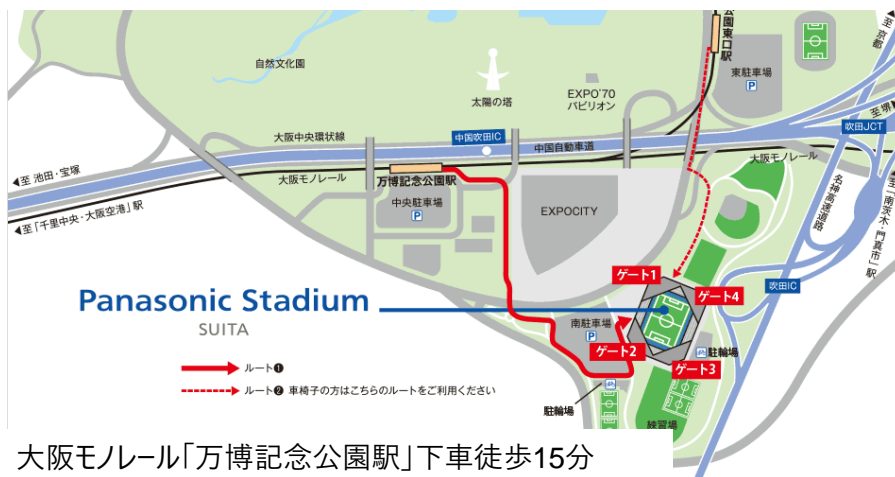 公園東口駅
◀至 京都
自然文化園
太陽の塔
EXPO'70
パビリオン
東駐車場
P
至 堺▶
吹田JCT
大阪中央環状線
中国吹田IC
中国自動車道
大阪モノレール
◀至 池田・宝塚
大阪モノレール
万博記念公園駅
中央駐車場
P
EXPOCITY
名神高速道路
至「南茨木・門真市」駅▶
◀至「千里中央・大阪空港」駅
ゲート1
吹田IC
Panasonic Stadium
SUITA
ゲート4
南駐車場
P
ゲート2
駐輪場
ゲート3
ルート❶
ルート❷ 車椅子の方はこちらのルートをご利用ください
駐輪場
練習場
大阪モノレール「万博記念公園駅」下車徒歩15分